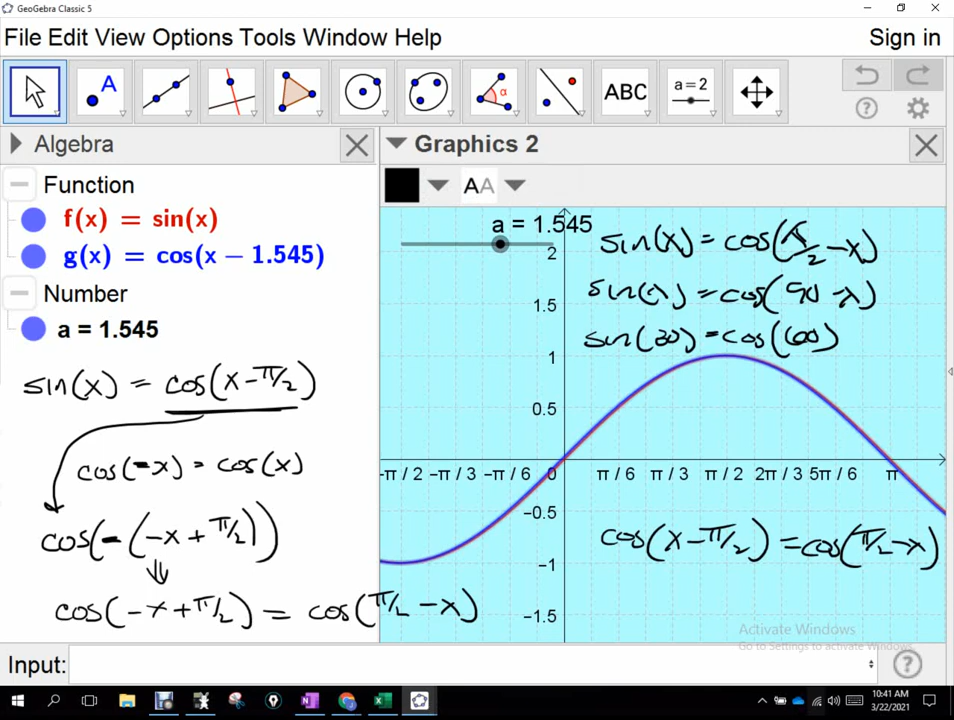 GeoGebra Classic 5
File Edit View Options Tools Window Help
Sign in
A
α
ABC
a = 2
Algebra
Function
f(x) = sin(x)
g(x) = cos(x − 1.545)
Number
a = 1.545
sin(x) = cos(x-π/2)
cos(-x) = cos(x)
cos(-(-x + π/2))
⇓
cos(-x + π/2) = cos(π/2 - x)
Graphics 2
AA
a = 1.545
sin(x) = cos(π/2 - x)
sin(x) = cos(90 - x)
sin(30) = cos(60)
2
1.5
1
0.5
-π / 2 -π / 3 -π / 6 0 π / 6 π / 3 π / 2 2π / 3 5π / 6 π
-0.5
-1
-1.5
cos(x - π/2) = cos(π/2 - x)
Activate Windows
Go to Settings to activate Windows.
Input:
10:41 AM
3/22/2021